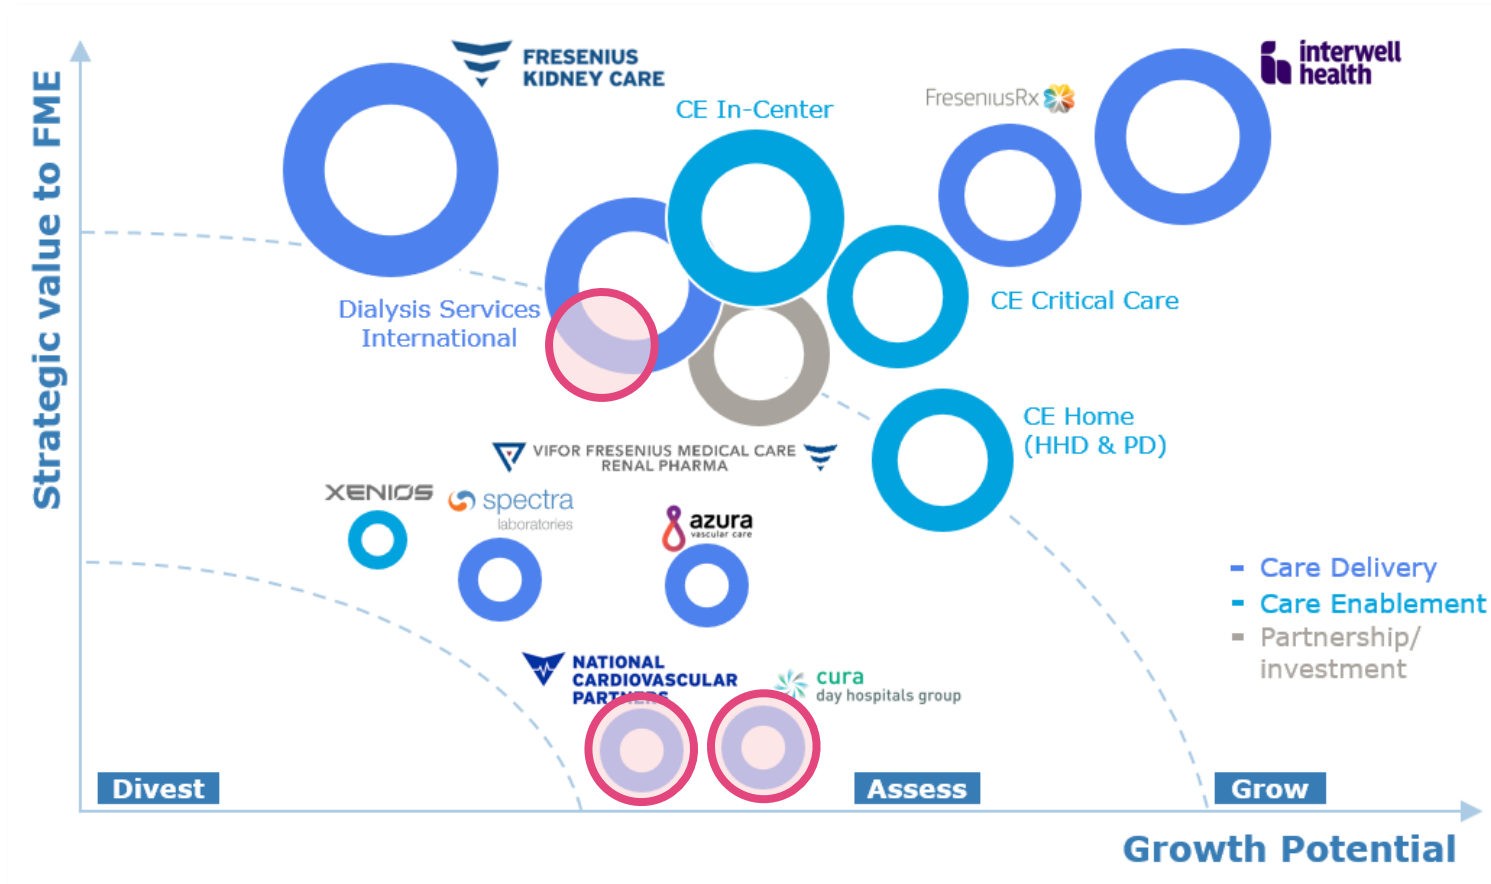 Strategic value to FME
FRESENIUS
KIDNEY CARE
CE In-Center
FreseniusRx
interwell
health
Dialysis Services
International
CE Critical Care
CE Home
(HHD & PD)
VIFOR FRESENIUS MEDICAL CARE
RENAL PHARMA
XENIOS
spectra
laboratories
azura
vascular care
NATIONAL
CARDIOVASCULAR
PARTNERS
cura
day hospitals group
Care Delivery
Care Enablement
Partnership/
investment
Divest
Assess
Grow
Growth Potential